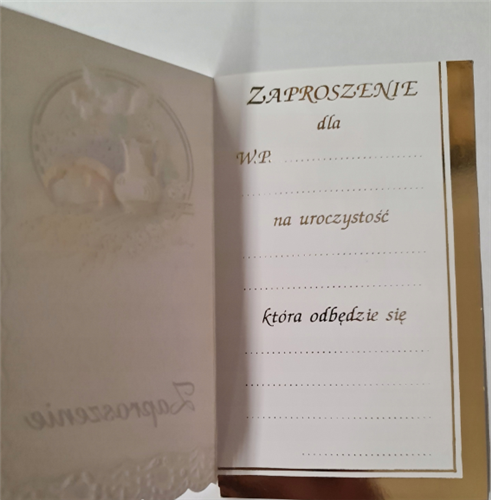 Zaproszenie
ZAPROSZENIE
dla
W.P. ..............................
........................................
na uroczystość
........................................
........................................
która odbędzie się
........................................
........................................
........................................
............................